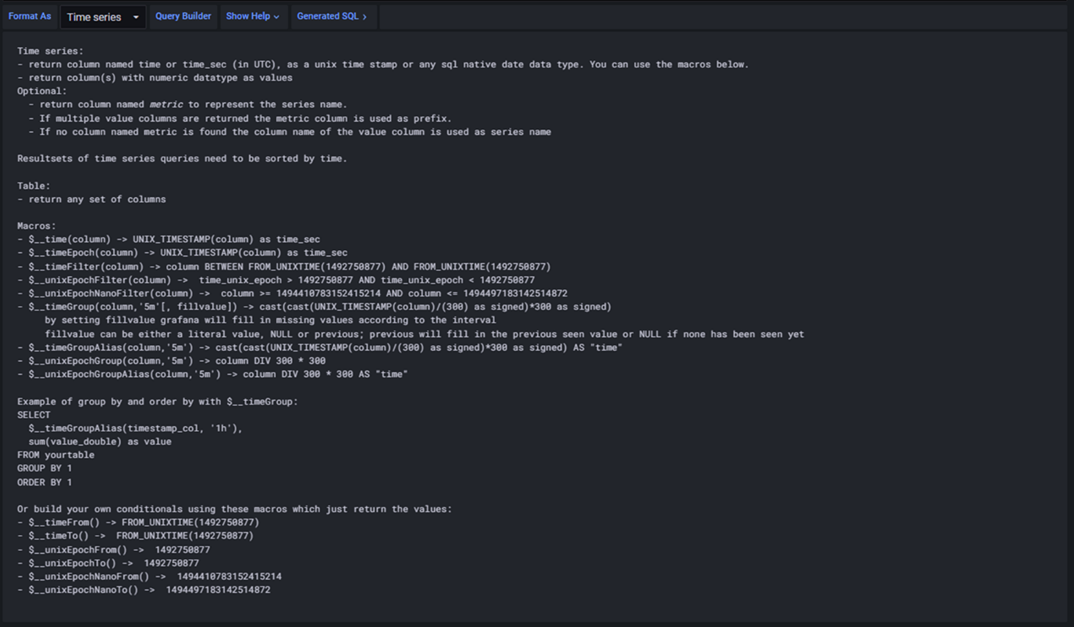 Format As Time series Query Builder Show Help Generated SQL
Time series:
- return column named time or time_sec (in UTC), as a unix time stamp or any sql native date data type. You can use the macros below.
- return column(s) with numeric datatype as values
Optional:
- return column named metric to represent the series name.
- If multiple value columns are returned the metric column is used as prefix.
- If no column named metric is found the column name of the value column is used as series name
Resultsets of time series queries need to be sorted by time.
Table:
- return any set of columns
Macros:
- $__time(column) -> UNIX_TIMESTAMP(column) as time_sec
- $__timeEpoch(column) -> UNIX_TIMESTAMP(column) as time_sec
- $__timeFilter(column) -> column BETWEEN FROM_UNIXTIME(1492750877) AND FROM_UNIXTIME(1492750877)
- $__unixEpochFilter(column) -> time_unix_epoch > 1492750877 AND time_unix_epoch < 1492750877
- $__unixEpochNanoFilter(column) -> column >= 1494410783152415214 AND column <= 1494497183142514872
- $__timeGroup(column,'5m'[, fillvalue]) -> cast(cast(UNIX_TIMESTAMP(column)/(300) as signed)*300 as signed)
by setting fillvalue grafana will fill in missing values according to the interval
fillvalue can be either a literal value, NULL or previous; previous will fill in the previous seen value or NULL if none has been seen yet
- $__timeGroupAlias(column,'5m') -> cast(cast(UNIX_TIMESTAMP(column)/(300) as signed)*300 as signed) AS "time"
- $__unixEpochGroup(column,'5m') -> column DIV 300 * 300
- $__unixEpochGroupAlias(column,'5m') -> column DIV 300 * 300 AS "time"
Example of group by and order by with $__timeGroup:
SELECT
$__timeGroupAlias(timestamp_col, '1h'),
sum(value_double) as value
FROM yourtable
GROUP BY 1
ORDER BY 1
Or build your own conditionals using these macros which just return the values:
- $__timeFrom() -> FROM_UNIXTIME(1492750877)
- $__timeTo() -> FROM_UNIXTIME(1492750877)
- $__unixEpochFrom() -> 1492750877
- $__unixEpochTo() -> 1492750877
- $__unixEpochNanoFrom() -> 1494410783152415214
- $__unixEpochNanoTo() -> 1494497183142514872